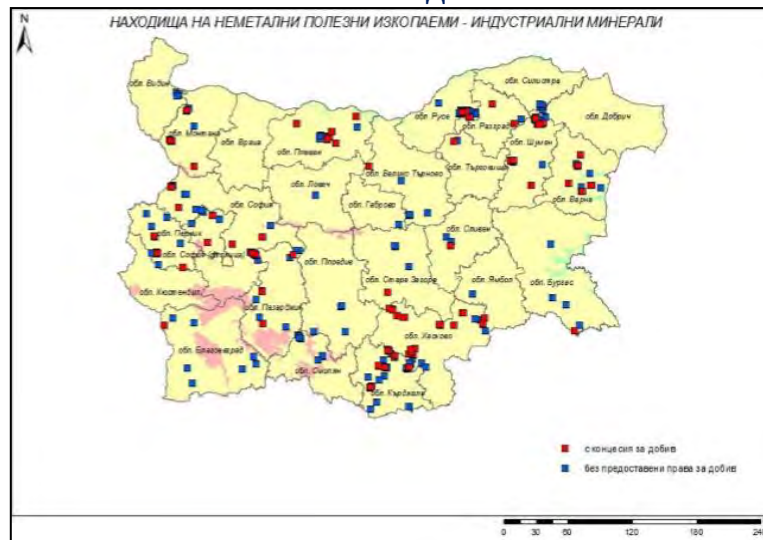 N
НАХОДИЩА НА НЕМЕТАЛНИ ПОЛЕЗНИ ИЗКОПАЕМИ - ИНДУСТРИАЛНИ МИНЕРАЛИ
обл. Видин
обл. Монтана
обл. Враца
обл. Плевен
обл. Русе
обл. Силистра
обл. Разград
обл. Добрич
обл. Шумен
обл. Търговище
обл. Велико Търново
обл. Варна
обл. Ловеч
обл. Габрово
обл. София
обл. Перник
обл. София (столица)
обл. Сливен
обл. Пловдив
обл. Стара Загора
обл. Ямбол
обл. Бургас
обл. Кюстендил
обл. Пазарджик
обл. Хасково
обл. Благоевград
обл. Смолян
обл. Кърджали
с концесия за добив
без предоставени права за добив
0 30 60 120 180 240